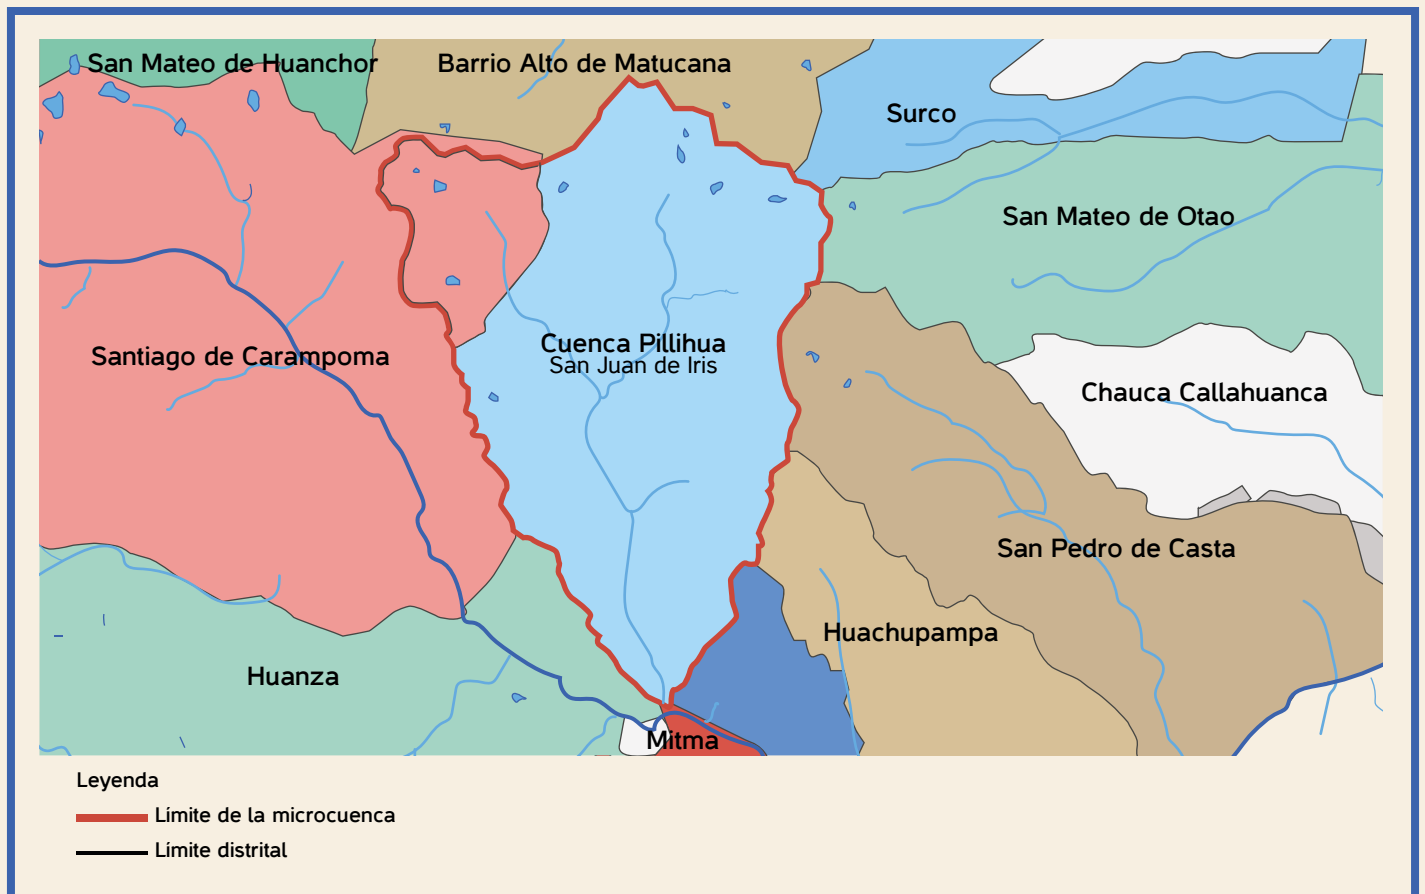 San Mateo de Huanchor
Barrio Alto de Matucana
Surco
San Mateo de Otao
Cuenca Pillihua
San Juan de Iris
Santiago de Carampoma
Chauca Callahuanca
San Pedro de Casta
Huachupampa
Huanza
Mitma
Leyenda
Límite de la microcuenca
Límite distrital